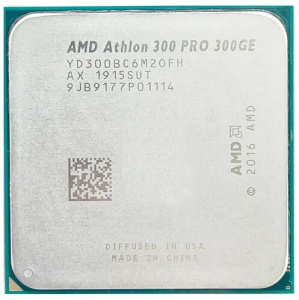 AMD Athlon 300 PRO 300GE
YD300BC6M2OFH
AX 1915SUT
9JB9177P01114
AMD
© 2016 AMD
DIFFUSED IN USA
MADE IN CHINA